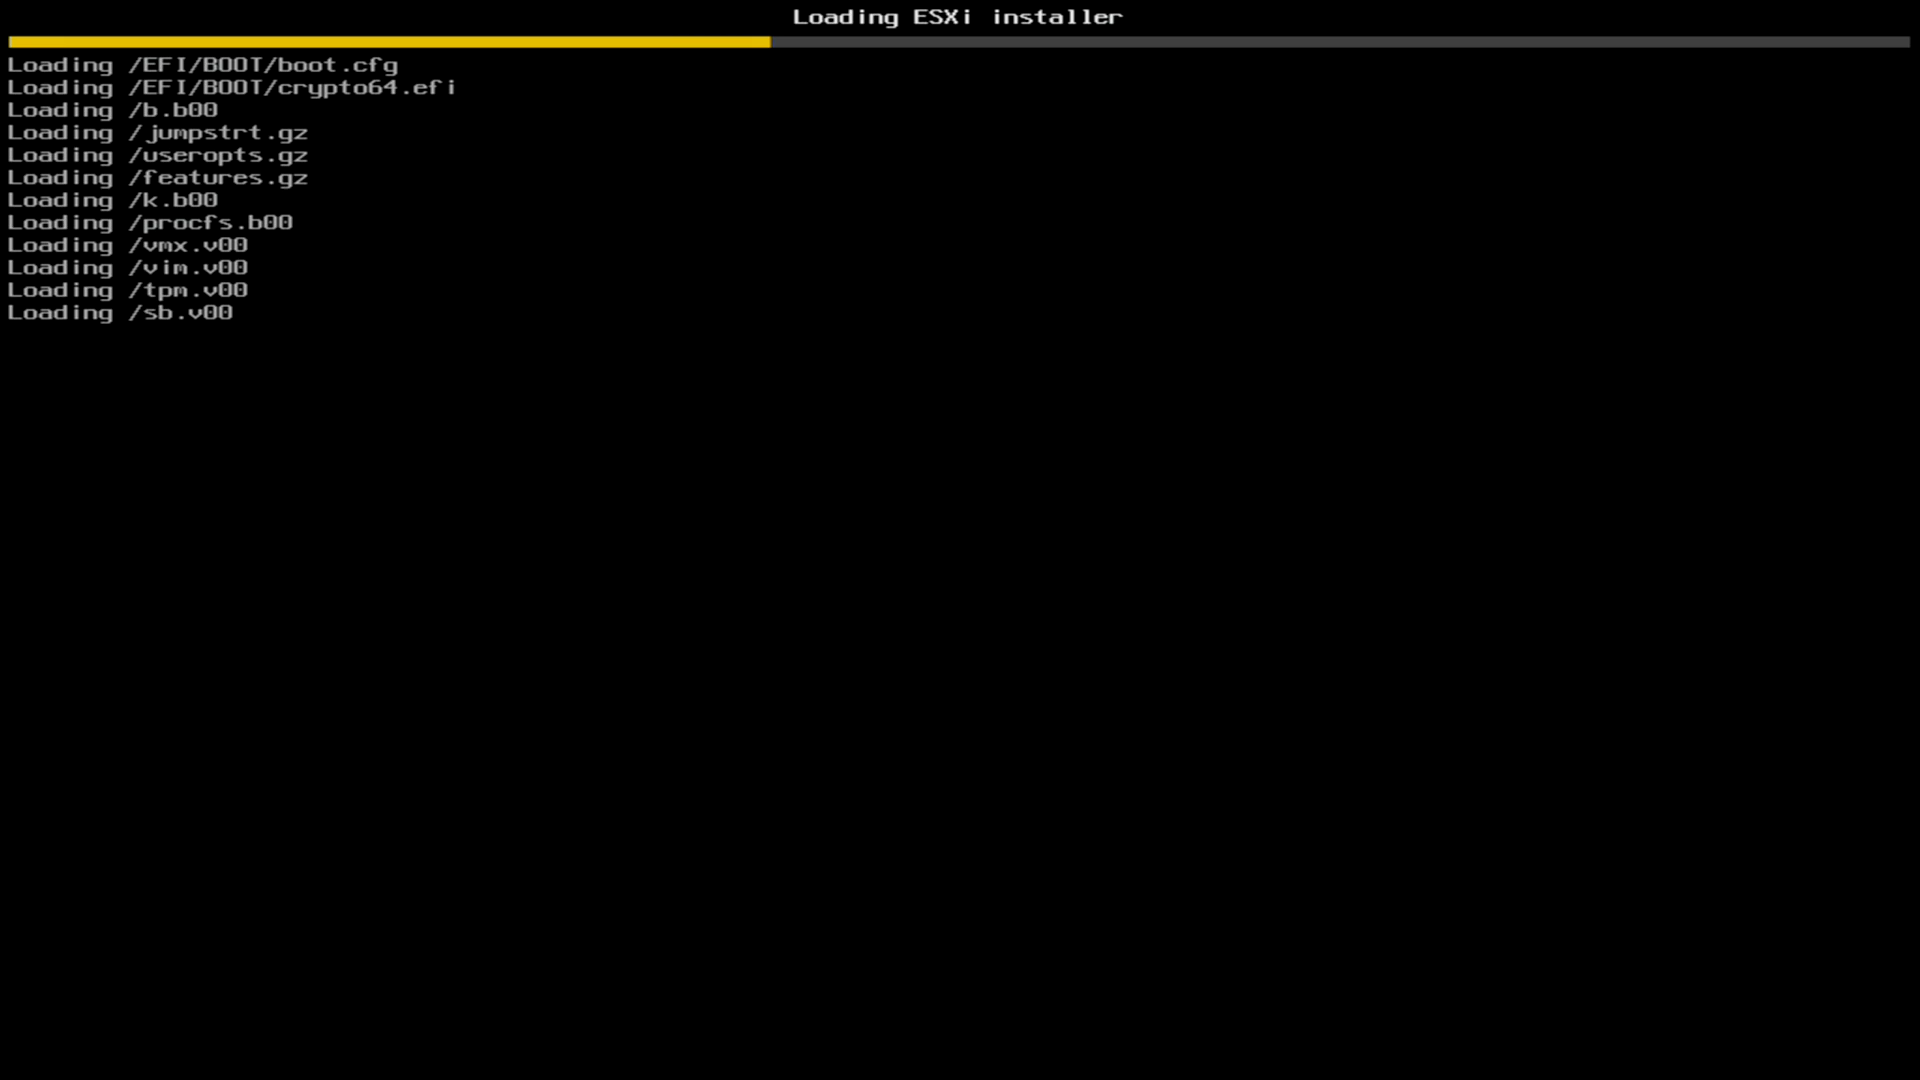 Loading ESXi installer
Loading /EFI/BOOT/boot.cfg
Loading /EFI/BOOT/crypto64.efi
Loading /b.b00
Loading /jumpstrt.gz
Loading /useropts.gz
Loading /features.gz
Loading /k.b00
Loading /procfs.b00
Loading /vmx.v00
Loading /vim.v00
Loading /tpm.v00
Loading /sb.v00